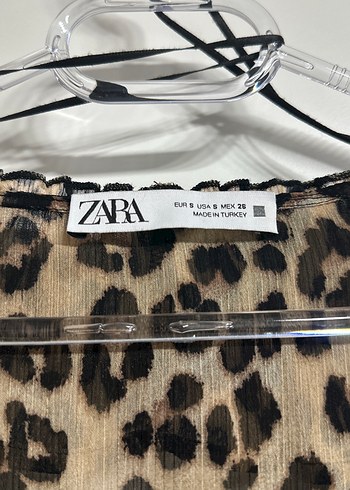 ZARA
EUR S USA S MEX 26
MADE IN TURKEY